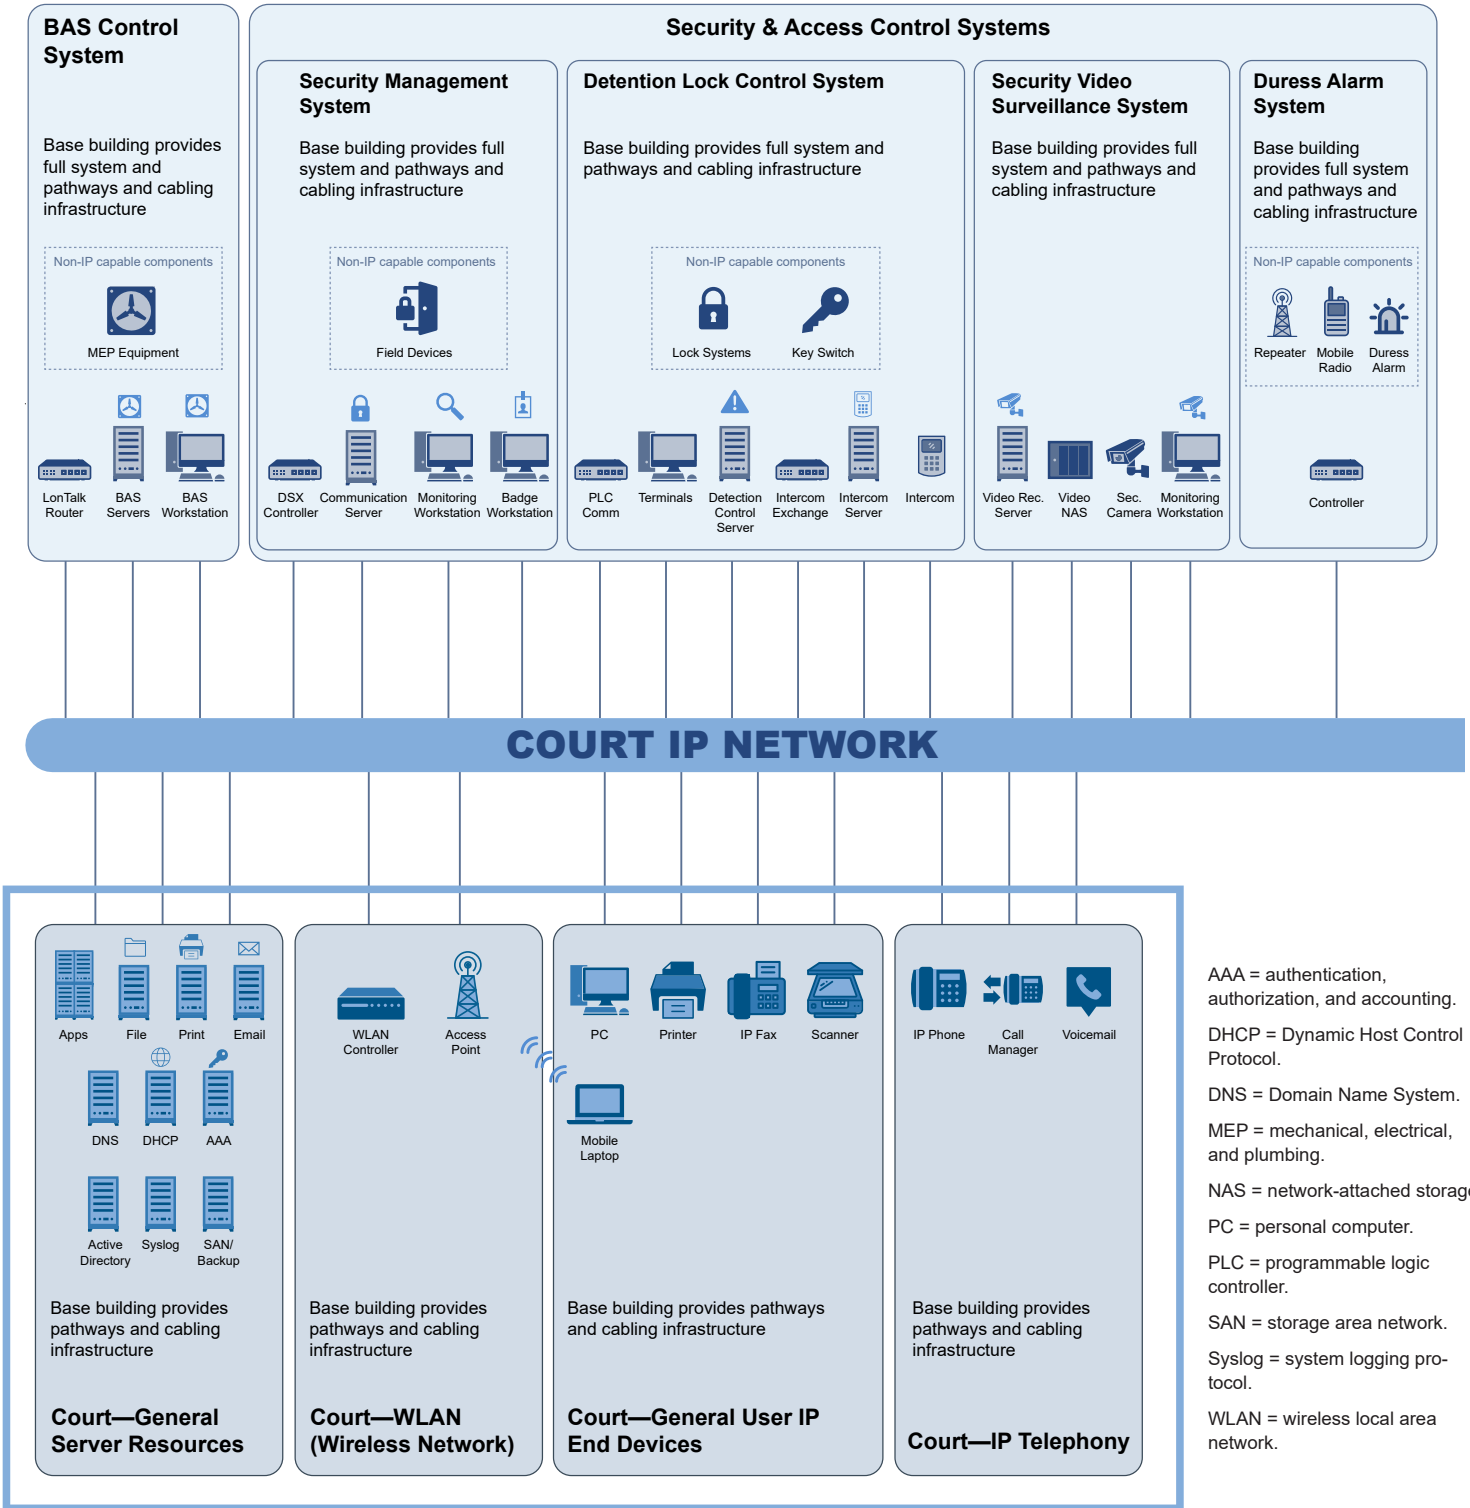 BAS Control
System
Base building provides
full system and
pathways and cabling
infrastructure
Non-IP capable components
MEP Equipment
LonTalk
Router
BAS
Servers
BAS
Workstation
Security & Access Control Systems
Security Management
System
Base building provides full
system and pathways and
cabling infrastructure
Non-IP capable components
Field Devices
DSX
Controller
Communication
Server
Monitoring
Workstation
Badge
Workstation
Detention Lock Control System
Base building provides full system and
pathways and cabling infrastructure
Non-IP capable components
Lock Systems
Key Switch
PLC
Comm
Terminals
Detection
Control
Server
Intercom
Exchange
Intercom
Server
Intercom
Security Video
Surveillance System
Base building provides full
system and pathways and
cabling infrastructure
Video Rec.
Server
Video
NAS
Sec.
Camera
Monitoring
Workstation
Duress Alarm
System
Base building
provides full system
and pathways and
cabling infrastructure
Non-IP capable components
Repeater
Mobile
Radio
Duress
Alarm
Controller
COURT IP NETWORK
Apps
File
Print
Email
DNS
DHCP
AAA
Active
Directory
Syslog
SAN/
Backup
Base building provides
pathways and cabling
infrastructure
Court—General
Server Resources
WLAN
Controller
Access
Point
Base building provides
pathways and cabling
infrastructure
Court—WLAN
(Wireless Network)
PC
Printer
IP Fax
Scanner
Mobile
Laptop
Base building provides pathways
and cabling infrastructure
Court—General User IP
End Devices
IP Phone
Call
Manager
Voicemail
Base building provides
pathways and cabling
infrastructure
Court—IP Telephony
AAA = authentication,
authorization, and accounting.
DHCP = Dynamic Host Control
Protocol.
DNS = Domain Name System.
MEP = mechanical, electrical,
and plumbing.
NAS = network-attached storage
PC = personal computer.
PLC = programmable logic
controller.
SAN = storage area network.
Syslog = system logging pro-
tocol.
WLAN = wireless local area
network.